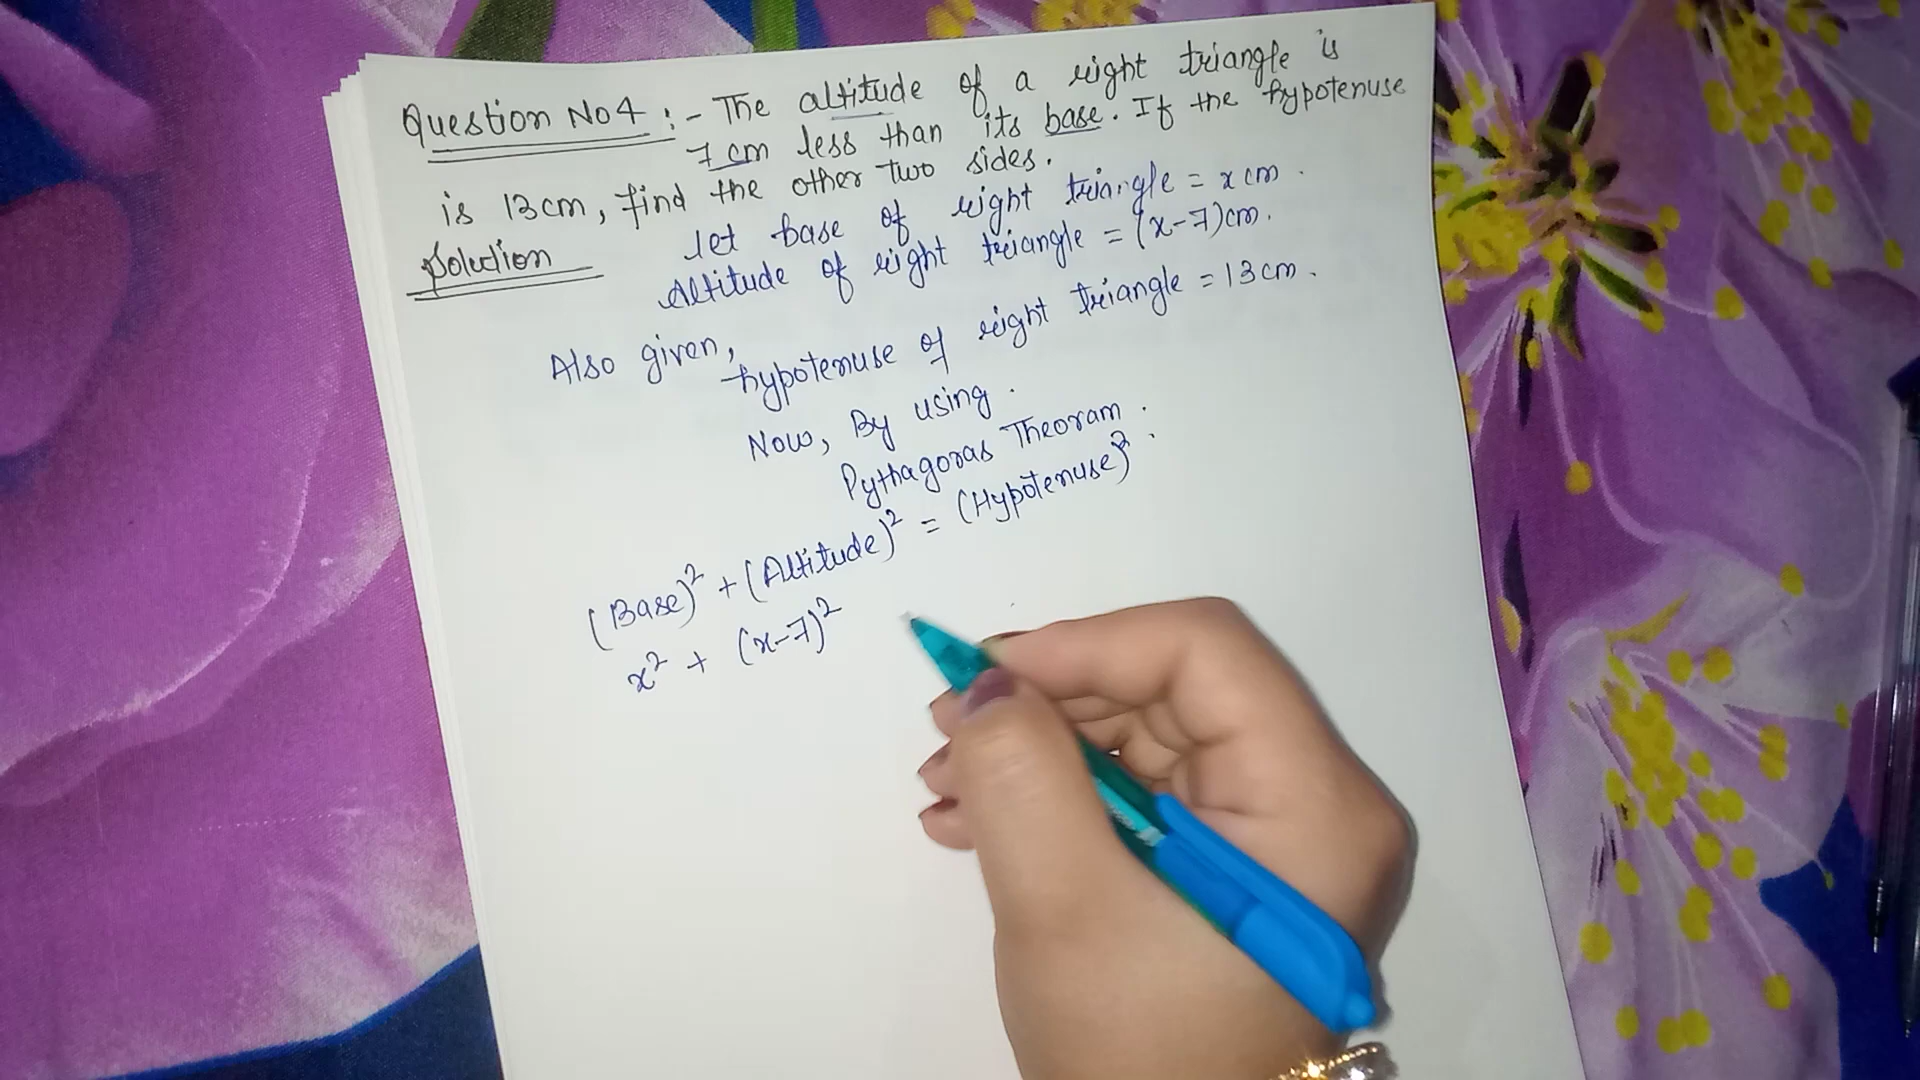 Question No 4 :- The altitude of a right triangle is
7 cm less than its base. If the hypotenuse
is 13cm, find the other two sides.
Solution let base of right triangle = x cm.
Altitude of right triangle = (x-7)cm.
Also given,
hypotenuse of right triangle = 13 cm.
Now, By using.
Pythagoras Theoram.
(Base)² + (Altitude)² = (Hypotenuse)².
x² + (x-7)²